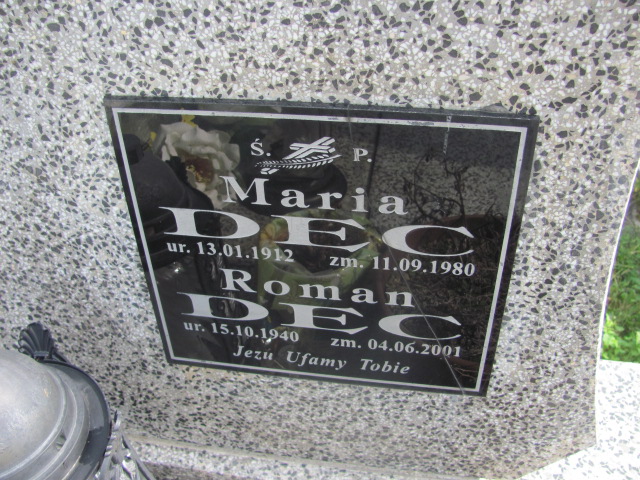 Ś. P.
Maria
DEC
ur. 13.01.1912 zm. 11.09.1980
Roman
DEC
ur. 15.10.1940 zm. 04.06.2001
Jezu Ufamy Tobie